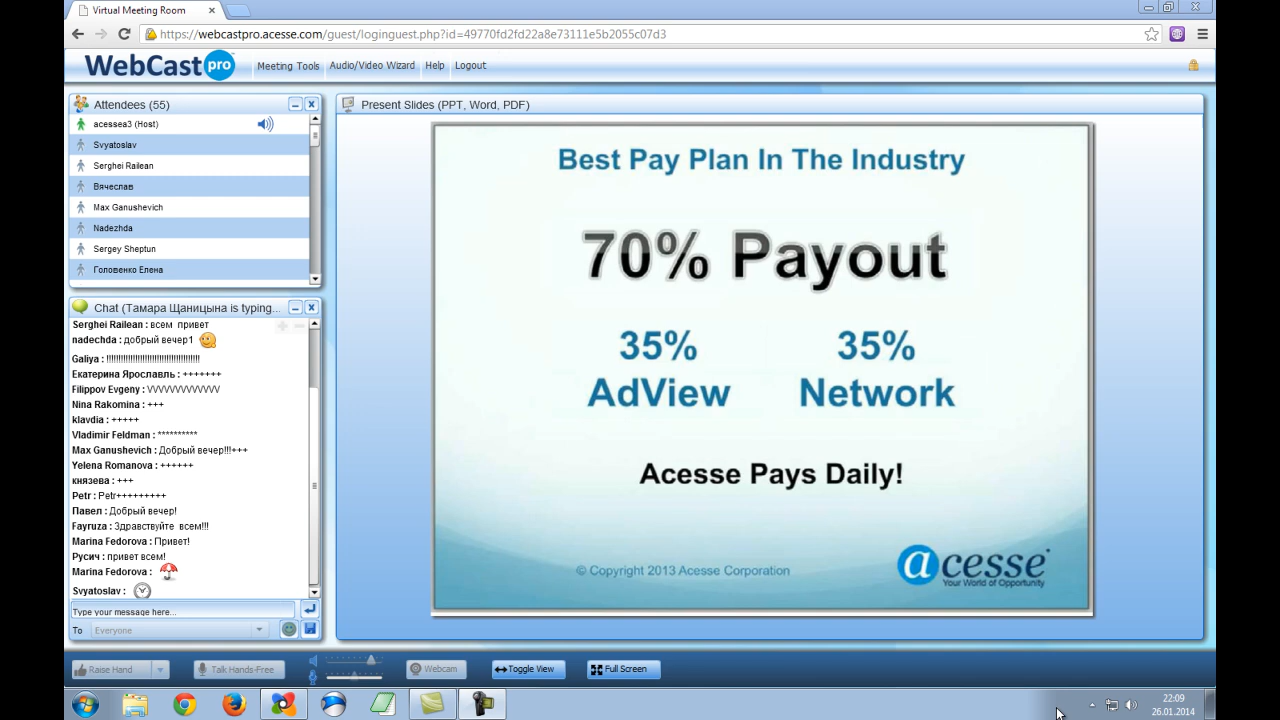 Virtual Meeting Room
https://webcastpro.acesse.com/guest/loginguest.php?id=49770fd2fd22a8e73111e5b2055c07d3
WebCast pro
Meeting Tools Audio/Video Wizard Help Logout
Attendees (55)
acessea3 (Host)
Svyatoslav
Serghei Railean
Вячеслав
Max Ganushevich
Nadezhda
Sergey Sheptun
Головенко Елена
Chat (Тамара Щаницына is typing...
Serghei Railean : всем привет
nadechda : добрый вечер1
Galiya : !!!!!!!!!!!!!!!!!!!!!!!!!!!!!!!!!!!!!!
Екатерина Ярославль : +++++++
Filippov Evgeny : VVVVVVVVVVVV
Nina Rakomina : +++
klavdia : +++++
Vladimir Feldman : **********
Max Ganushevich : Добрый вечер!!!+++
Yelena Romanova : ++++++
князева : +++
Petr : Petr+++++++++
Павел : Добрый вечер!
Fayruza : Здравствуйте всем!!!
Marina Fedorova : Привет!
Русич : привет всем!
Marina Fedorova :
Svyatoslav :
Type your message here...
To Everyone
Present Slides (PPT, Word, PDF)
Best Pay Plan In The Industry
70% Payout
35% 35%
AdView Network
Acesse Pays Daily!
© Copyright 2013 Acesse Corporation
acesse
Your World of Opportunity
Raise Hand Talk Hands-Free Webcam Toggle View Full Screen
22:09
26.01.2014